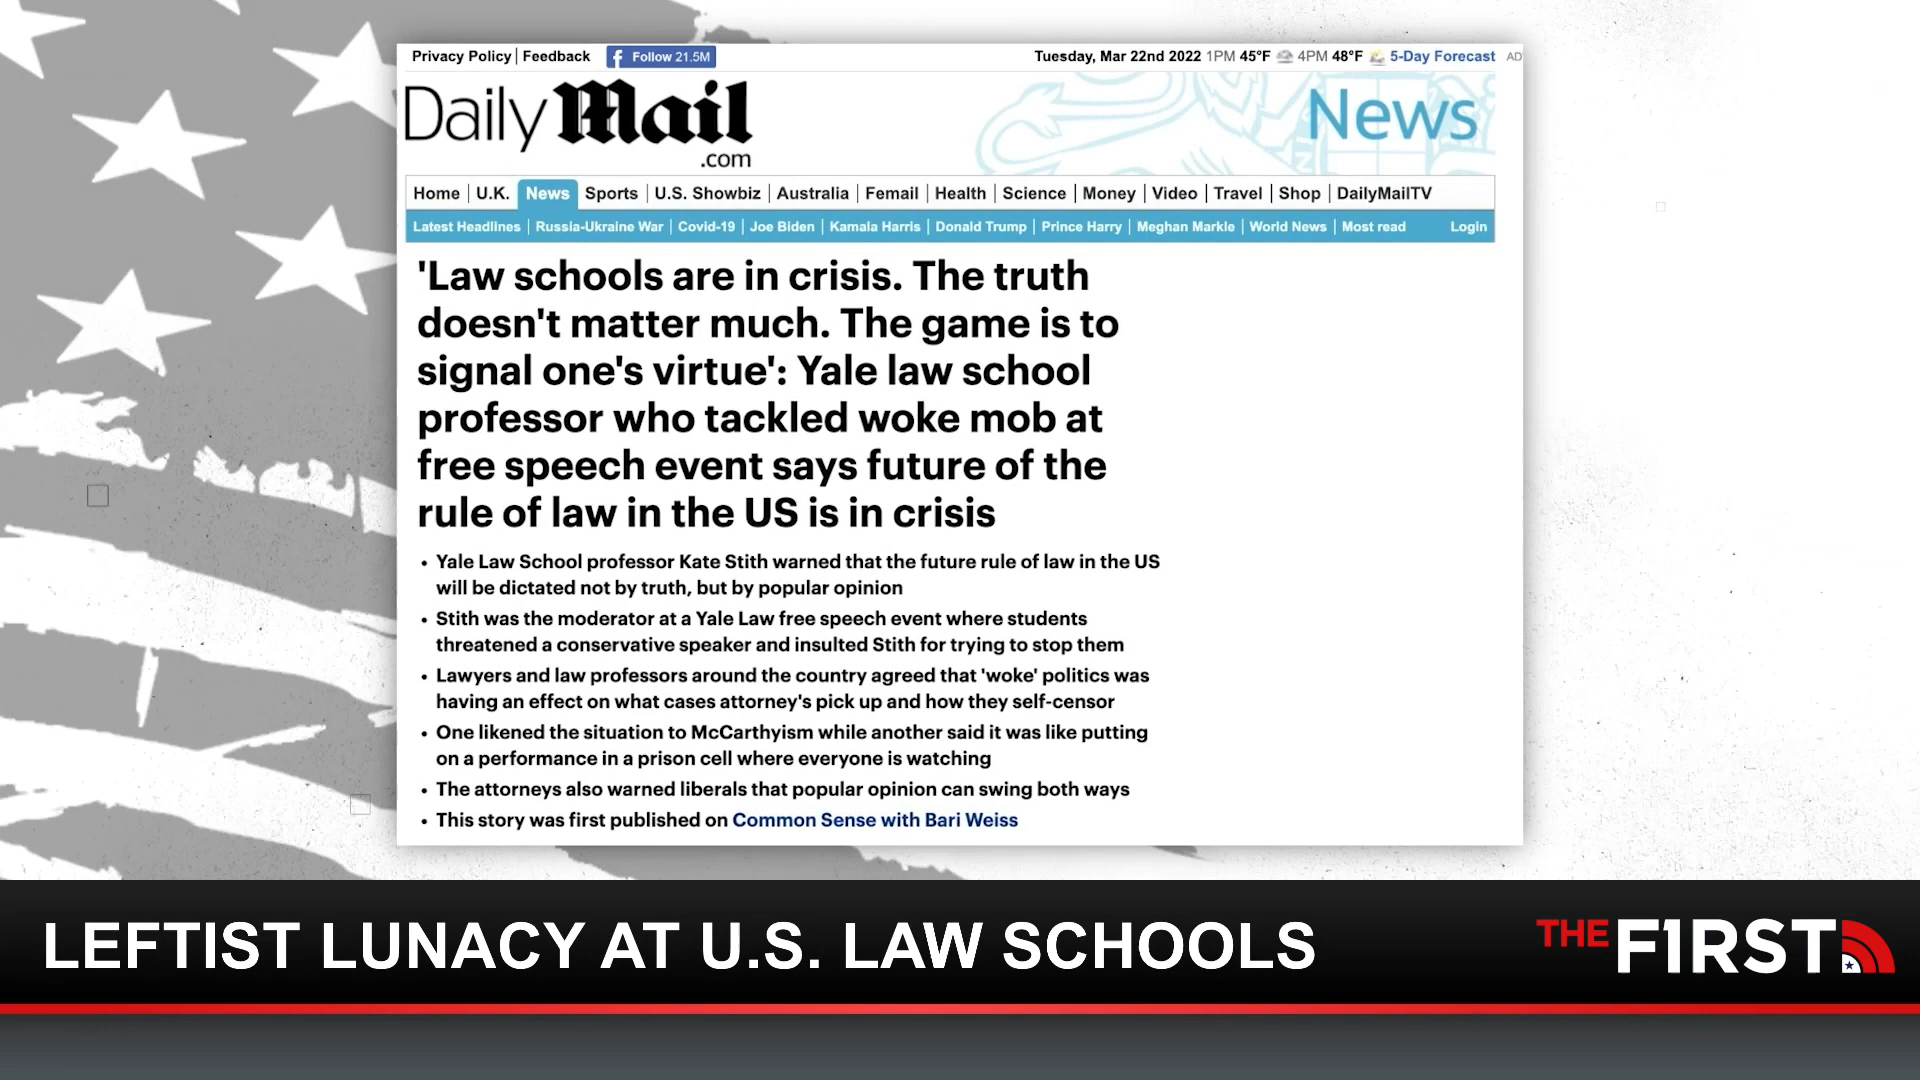 Privacy Policy | Feedback f Follow 21.5M Tuesday, Mar 22nd 2022 1PM 45°F 4PM 48°F 5-Day Forecast AD
Daily Mail
.com
News
Home | U.K. News Sports | U.S. Showbiz | Australia | Femail | Health | Science | Money | Video | Travel | Shop | DailyMailTV
Latest Headlines | Russia-Ukraine War | Covid-19 | Joe Biden | Kamala Harris | Donald Trump | Prince Harry | Meghan Markle | World News | Most read Login
'Law schools are in crisis. The truth
doesn't matter much. The game is to
signal one's virtue': Yale law school
professor who tackled woke mob at
free speech event says future of the
rule of law in the US is in crisis
• Yale Law School professor Kate Stith warned that the future rule of law in the US
will be dictated not by truth, but by popular opinion
• Stith was the moderator at a Yale Law free speech event where students
threatened a conservative speaker and insulted Stith for trying to stop them
• Lawyers and law professors around the country agreed that 'woke' politics was
having an effect on what cases attorney's pick up and how they self-censor
• One likened the situation to McCarthyism while another said it was like putting
on a performance in a prison cell where everyone is watching
• The attorneys also warned liberals that popular opinion can swing both ways
• This story was first published on Common Sense with Bari Weiss
LEFTIST LUNACY AT U.S. LAW SCHOOLS
THE F1RST